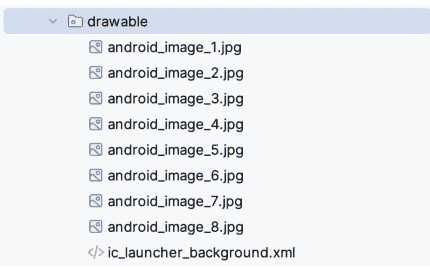 drawable
android_image_1.jpg
android_image_2.jpg
android_image_3.jpg
android_image_4.jpg
android_image_5.jpg
android_image_6.jpg
android_image_7.jpg
android_image_8.jpg
ic_launcher_background.xml